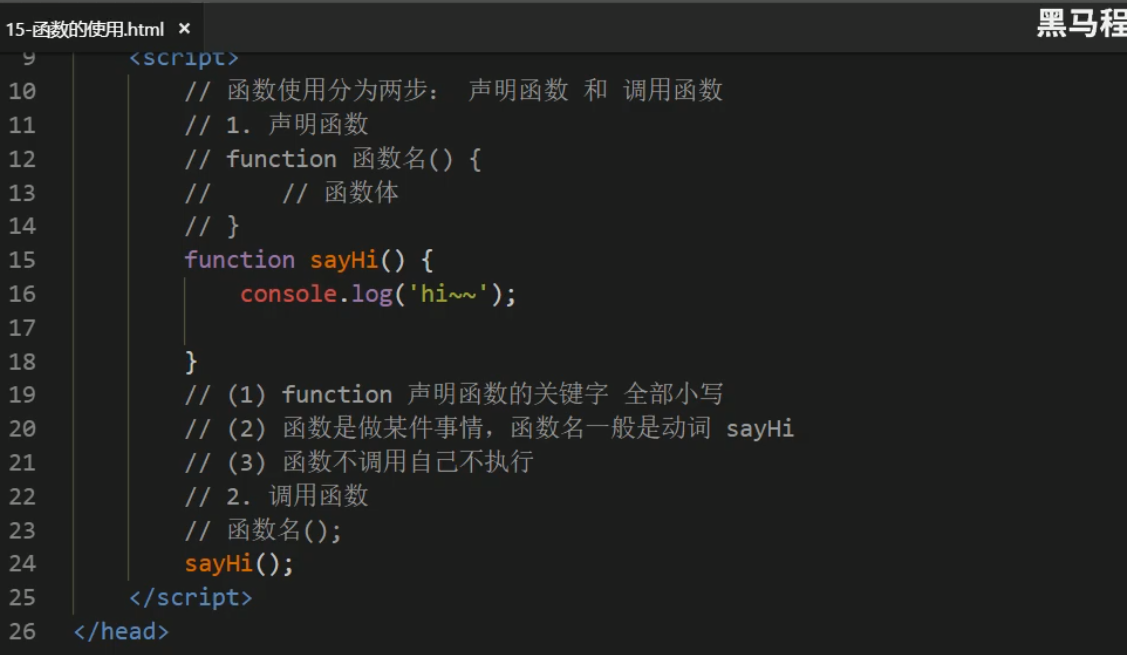 15-函数的使用.html ×
黑马程
9 <script>
10 // 函数使用分为两步： 声明函数 和 调用函数
11 // 1. 声明函数
12 // function 函数名() {
13 //     // 函数体
14 // }
15 function sayHi() {
16     console.log('hi~~');
17
18 }
19 // (1) function 声明函数的关键字 全部小写
20 // (2) 函数是做某件事情，函数名一般是动词 sayHi
21 // (3) 函数不调用自己不执行
22 // 2. 调用函数
23 // 函数名();
24 sayHi();
25 </script>
26 </head>